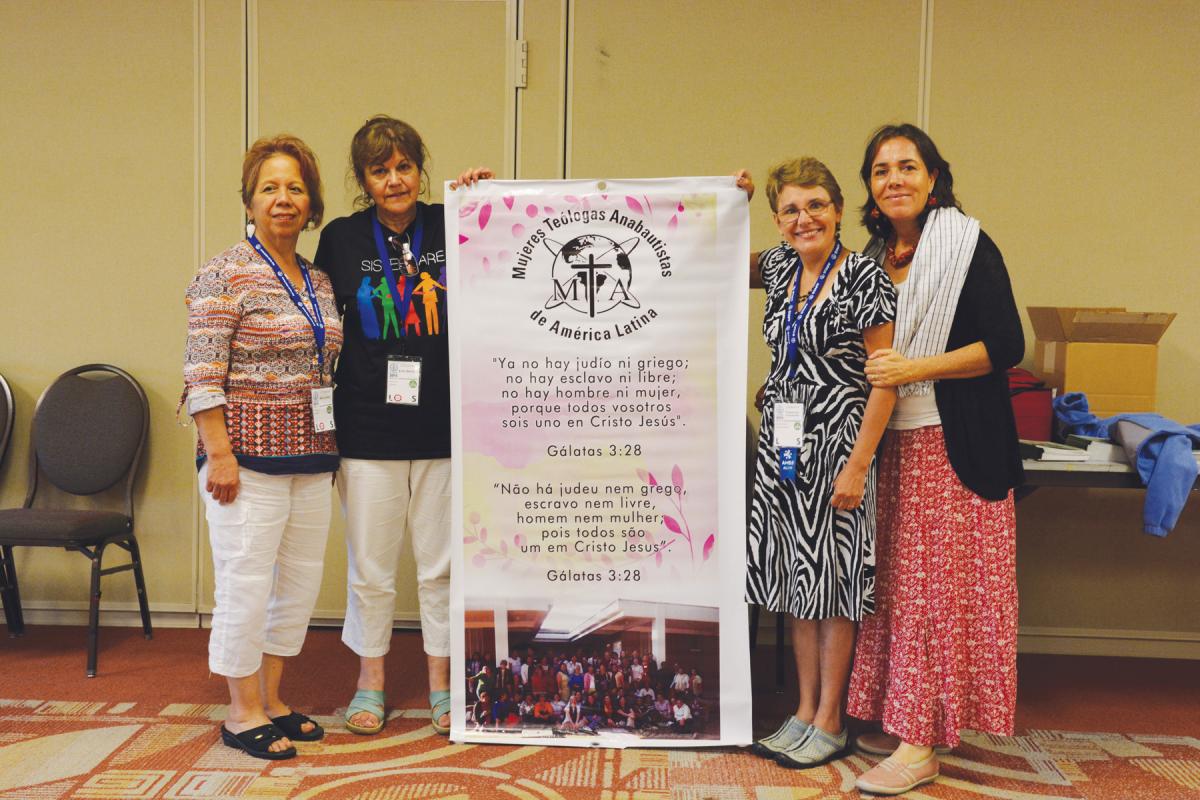 Mujeres Teólogas Anabautistas
MTA
de América Latina
"Ya no hay judío ni griego;
no hay esclavo ni libre;
no hay hombre ni mujer,
porque todos vosotros
sois uno en Cristo Jesús".
Gálatas 3:28
"Não há judeu nem grego,
escravo nem livre,
homem nem mulher;
pois todos são
um em Cristo Jesus".
Gálatas 3:28
SIS
ARE